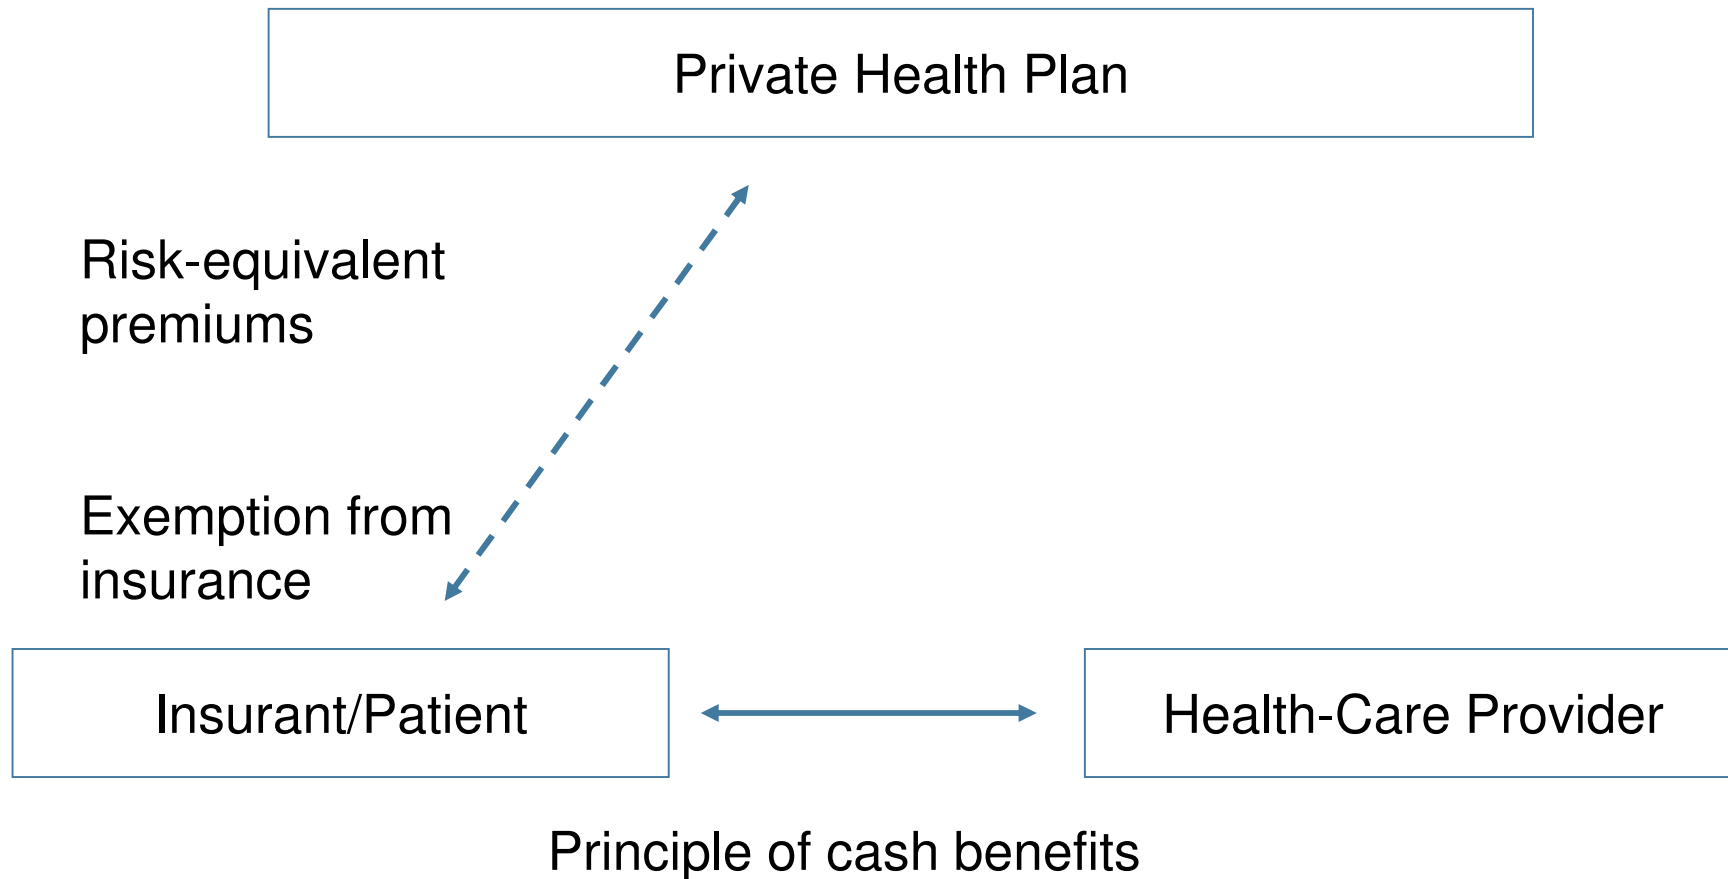 Private Health Plan
Risk-equivalent
premiums
Exemption from
insurance
Insurant/Patient
Health-Care Provider
Principle of cash benefits